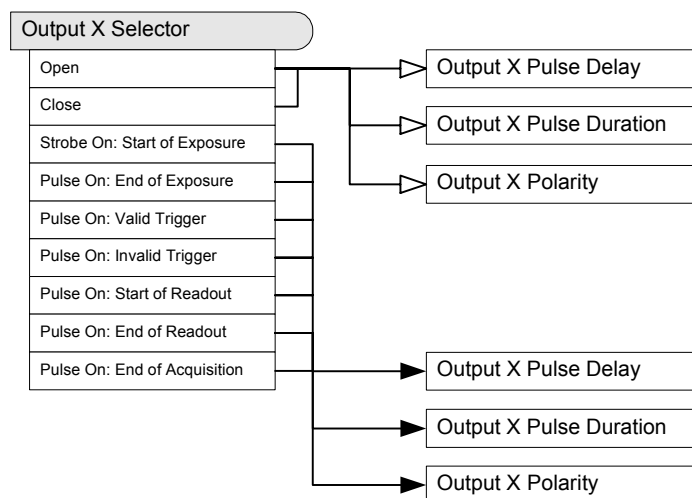 Output X Selector
Open
Close
Strobe On: Start of Exposure
Pulse On: End of Exposure
Pulse On: Valid Trigger
Pulse On: Invalid Trigger
Pulse On: Start of Readout
Pulse On: End of Readout
Pulse On: End of Acquisition
Output X Pulse Delay
Output X Pulse Duration
Output X Polarity
Output X Pulse Delay
Output X Pulse Duration
Output X Polarity